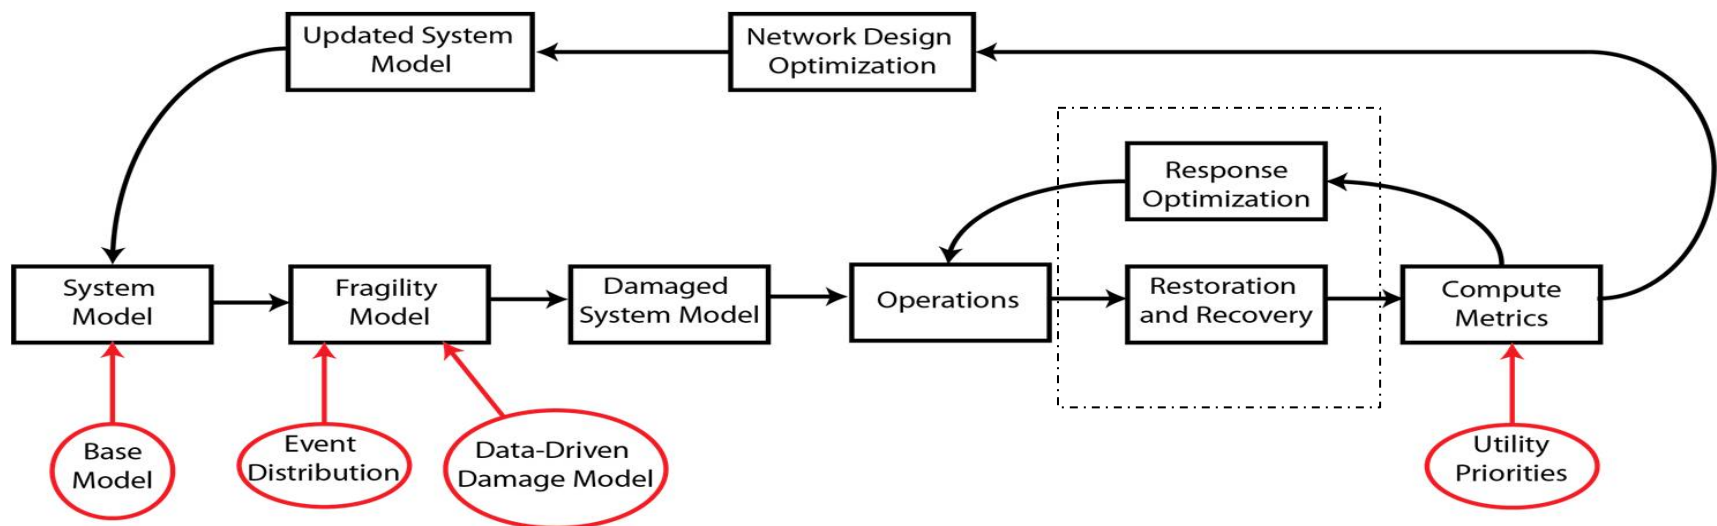 Updated System
Model
Network Design
Optimization
Response
Optimization
System
Model
Fragility
Model
Damaged
System Model
Operations
Restoration
and Recovery
Compute
Metrics
Base
Model
Event
Distribution
Data-Driven
Damage Model
Utility
Priorities